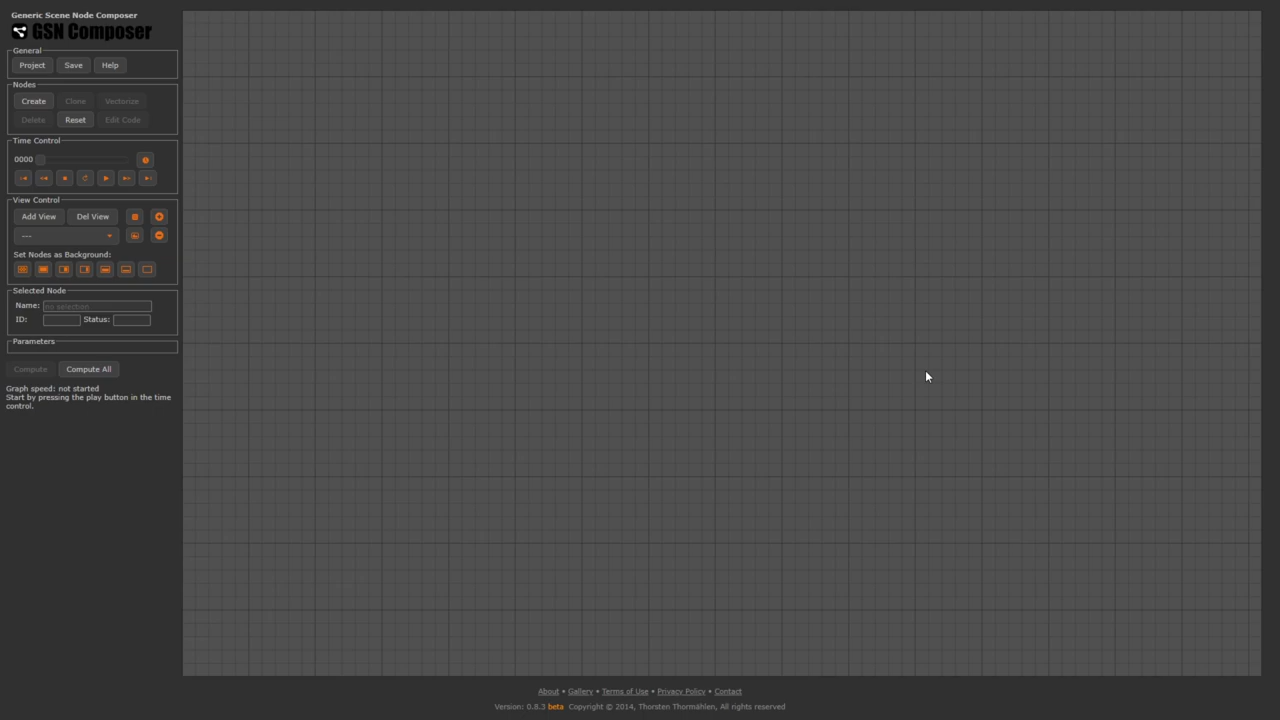 Generic Scene Node Composer
GSN Composer
General
Project Save Help
Nodes
Create Clone Vectorize
Delete Reset Edit Code
Time Control
0000
View Control
Add View Del View
---
Set Nodes as Background:
Selected Node
Name: no selection
ID: Status:
Parameters
Compute Compute All
Graph speed: not started
Start by pressing the play button in the time
control.
About • Gallery • Terms of Use • Privacy Policy • Contact
Version: 0.8.3 beta Copyright © 2014, Thorsten Thormählen, All rights reserved